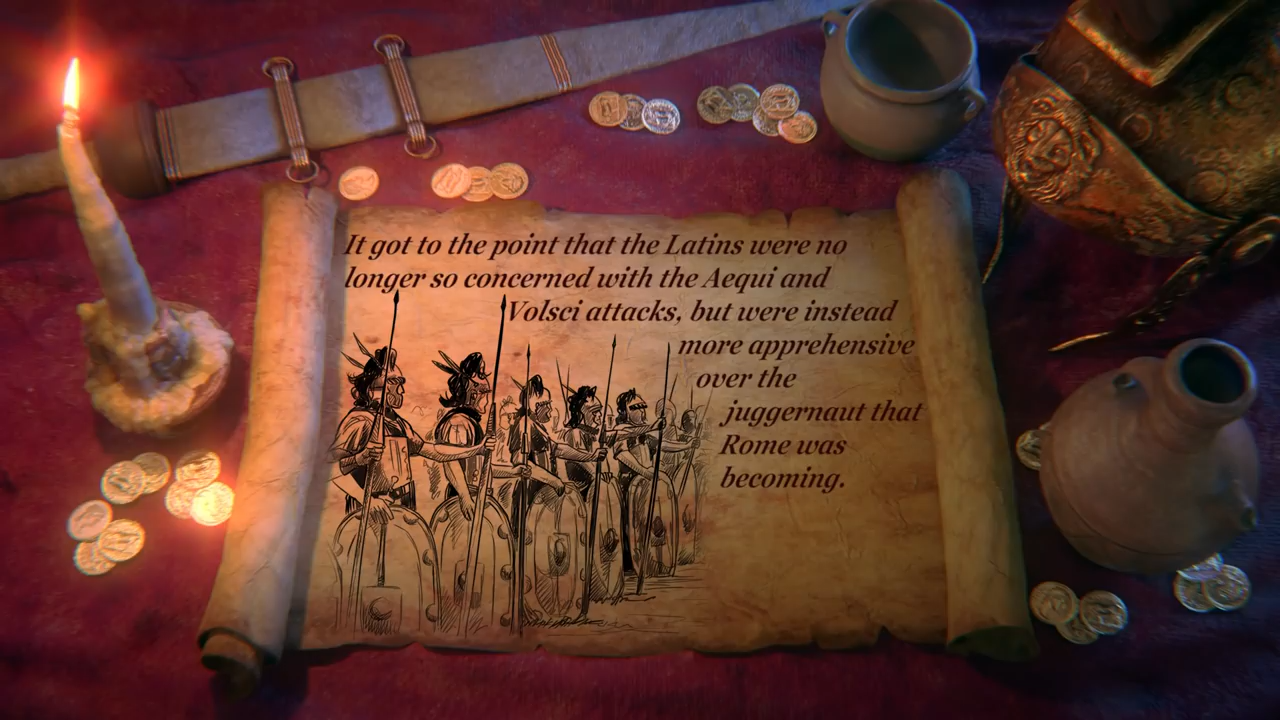 It got to the point that the Latins were no
longer so concerned with the Aequi and
Volsci attacks, but were instead
more apprehensive
over the
juggernaut that
Rome was
becoming.